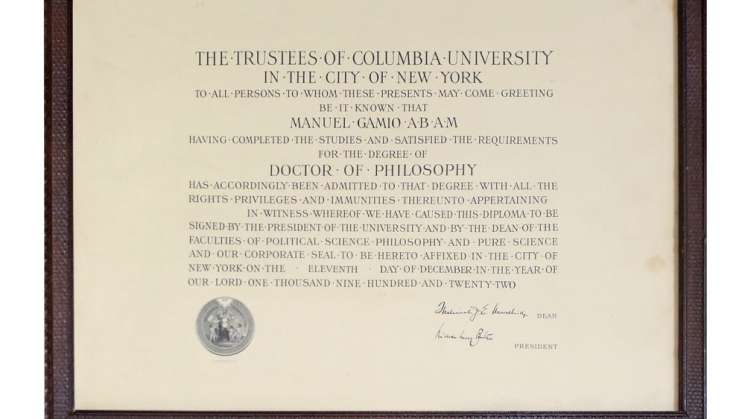 THE·TRUSTEES·OF·COLUMBIA·UNIVERSITY
IN·THE·CITY·OF·NEW·YORK
TO·ALL·PERSONS·TO·WHOM·THESE·PRESENTS·MAY·COME·GREETING
BE·IT·KNOWN·THAT
MANUEL·GAMIO·A·B·A·M
HAVING·COMPLETED·THE·STUDIES·AND·SATISFIED·THE·REQUIREMENTS
FOR·THE·DEGREE·OF
DOCTOR·OF·PHILOSOPHY
HAS·ACCORDINGLY·BEEN·ADMITTED·TO·THAT·DEGREE·WITH·ALL·THE
RIGHTS·PRIVILEGES·AND·IMMUNITIES·THEREUNTO·APPERTAINING
IN·WITNESS·WHEREOF·WE·HAVE·CAUSED·THIS·DIPLOMA·TO·BE
SIGNED·BY·THE·PRESIDENT·OF·THE·UNIVERSITY·AND·BY·THE·DEAN·OF·THE
FACULTIES·OF·POLITICAL·SCIENCE·PHILOSOPHY·AND·PURE·SCIENCE
AND·OUR·CORPORATE·SEAL·TO·BE·HERETO·AFFIXED·IN·THE·CITY·OF
NEW·YORK·ON·THE · ELEVENTH · DAY·OF·DECEMBER·IN·THE·YEAR·OF
OUR·LORD·ONE·THOUSAND·NINE·HUNDRED·AND·TWENTY·TWO
DEAN
PRESIDENT